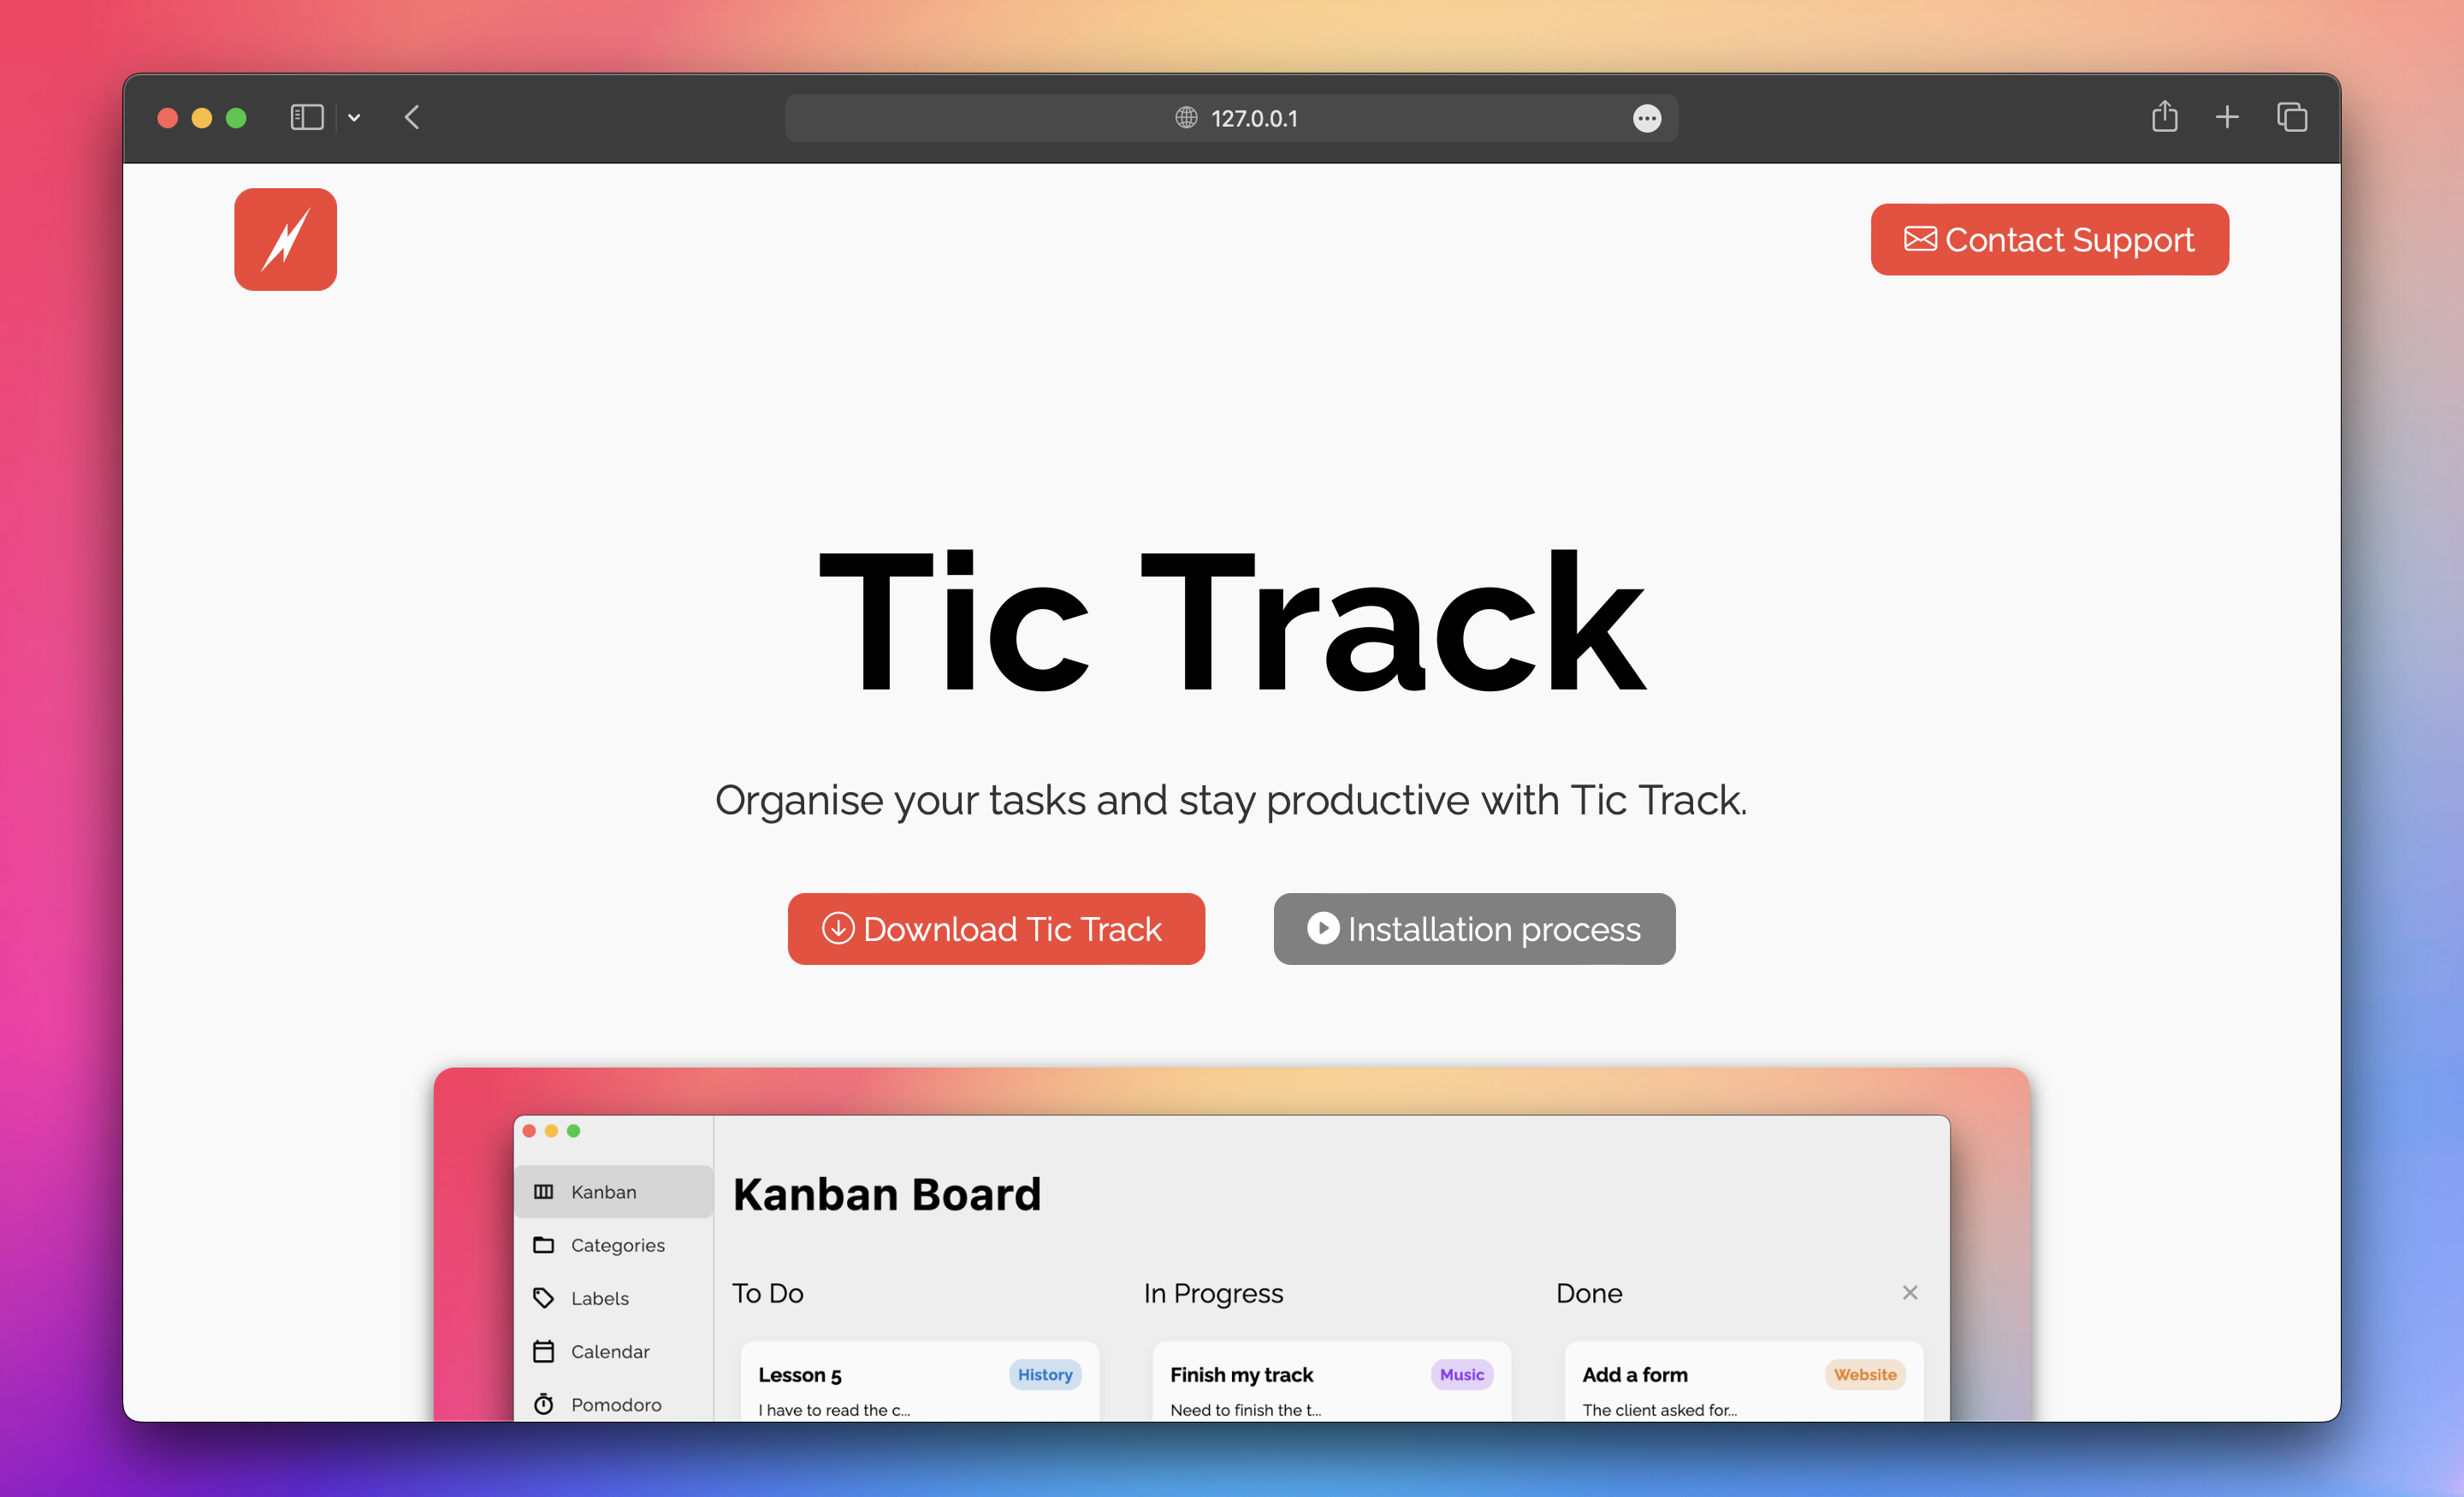 127.0.0.1
Contact Support
Tic Track
Organise your tasks and stay productive with Tic Track.
Download Tic Track
Installation process
Kanban
Categories
Labels
Calendar
Pomodoro
Kanban Board
To Do
Lesson 5
History
I have to read the c...
In Progress
Finish my track
Music
Need to finish the t...
Done
Add a form
Website
The client asked for...